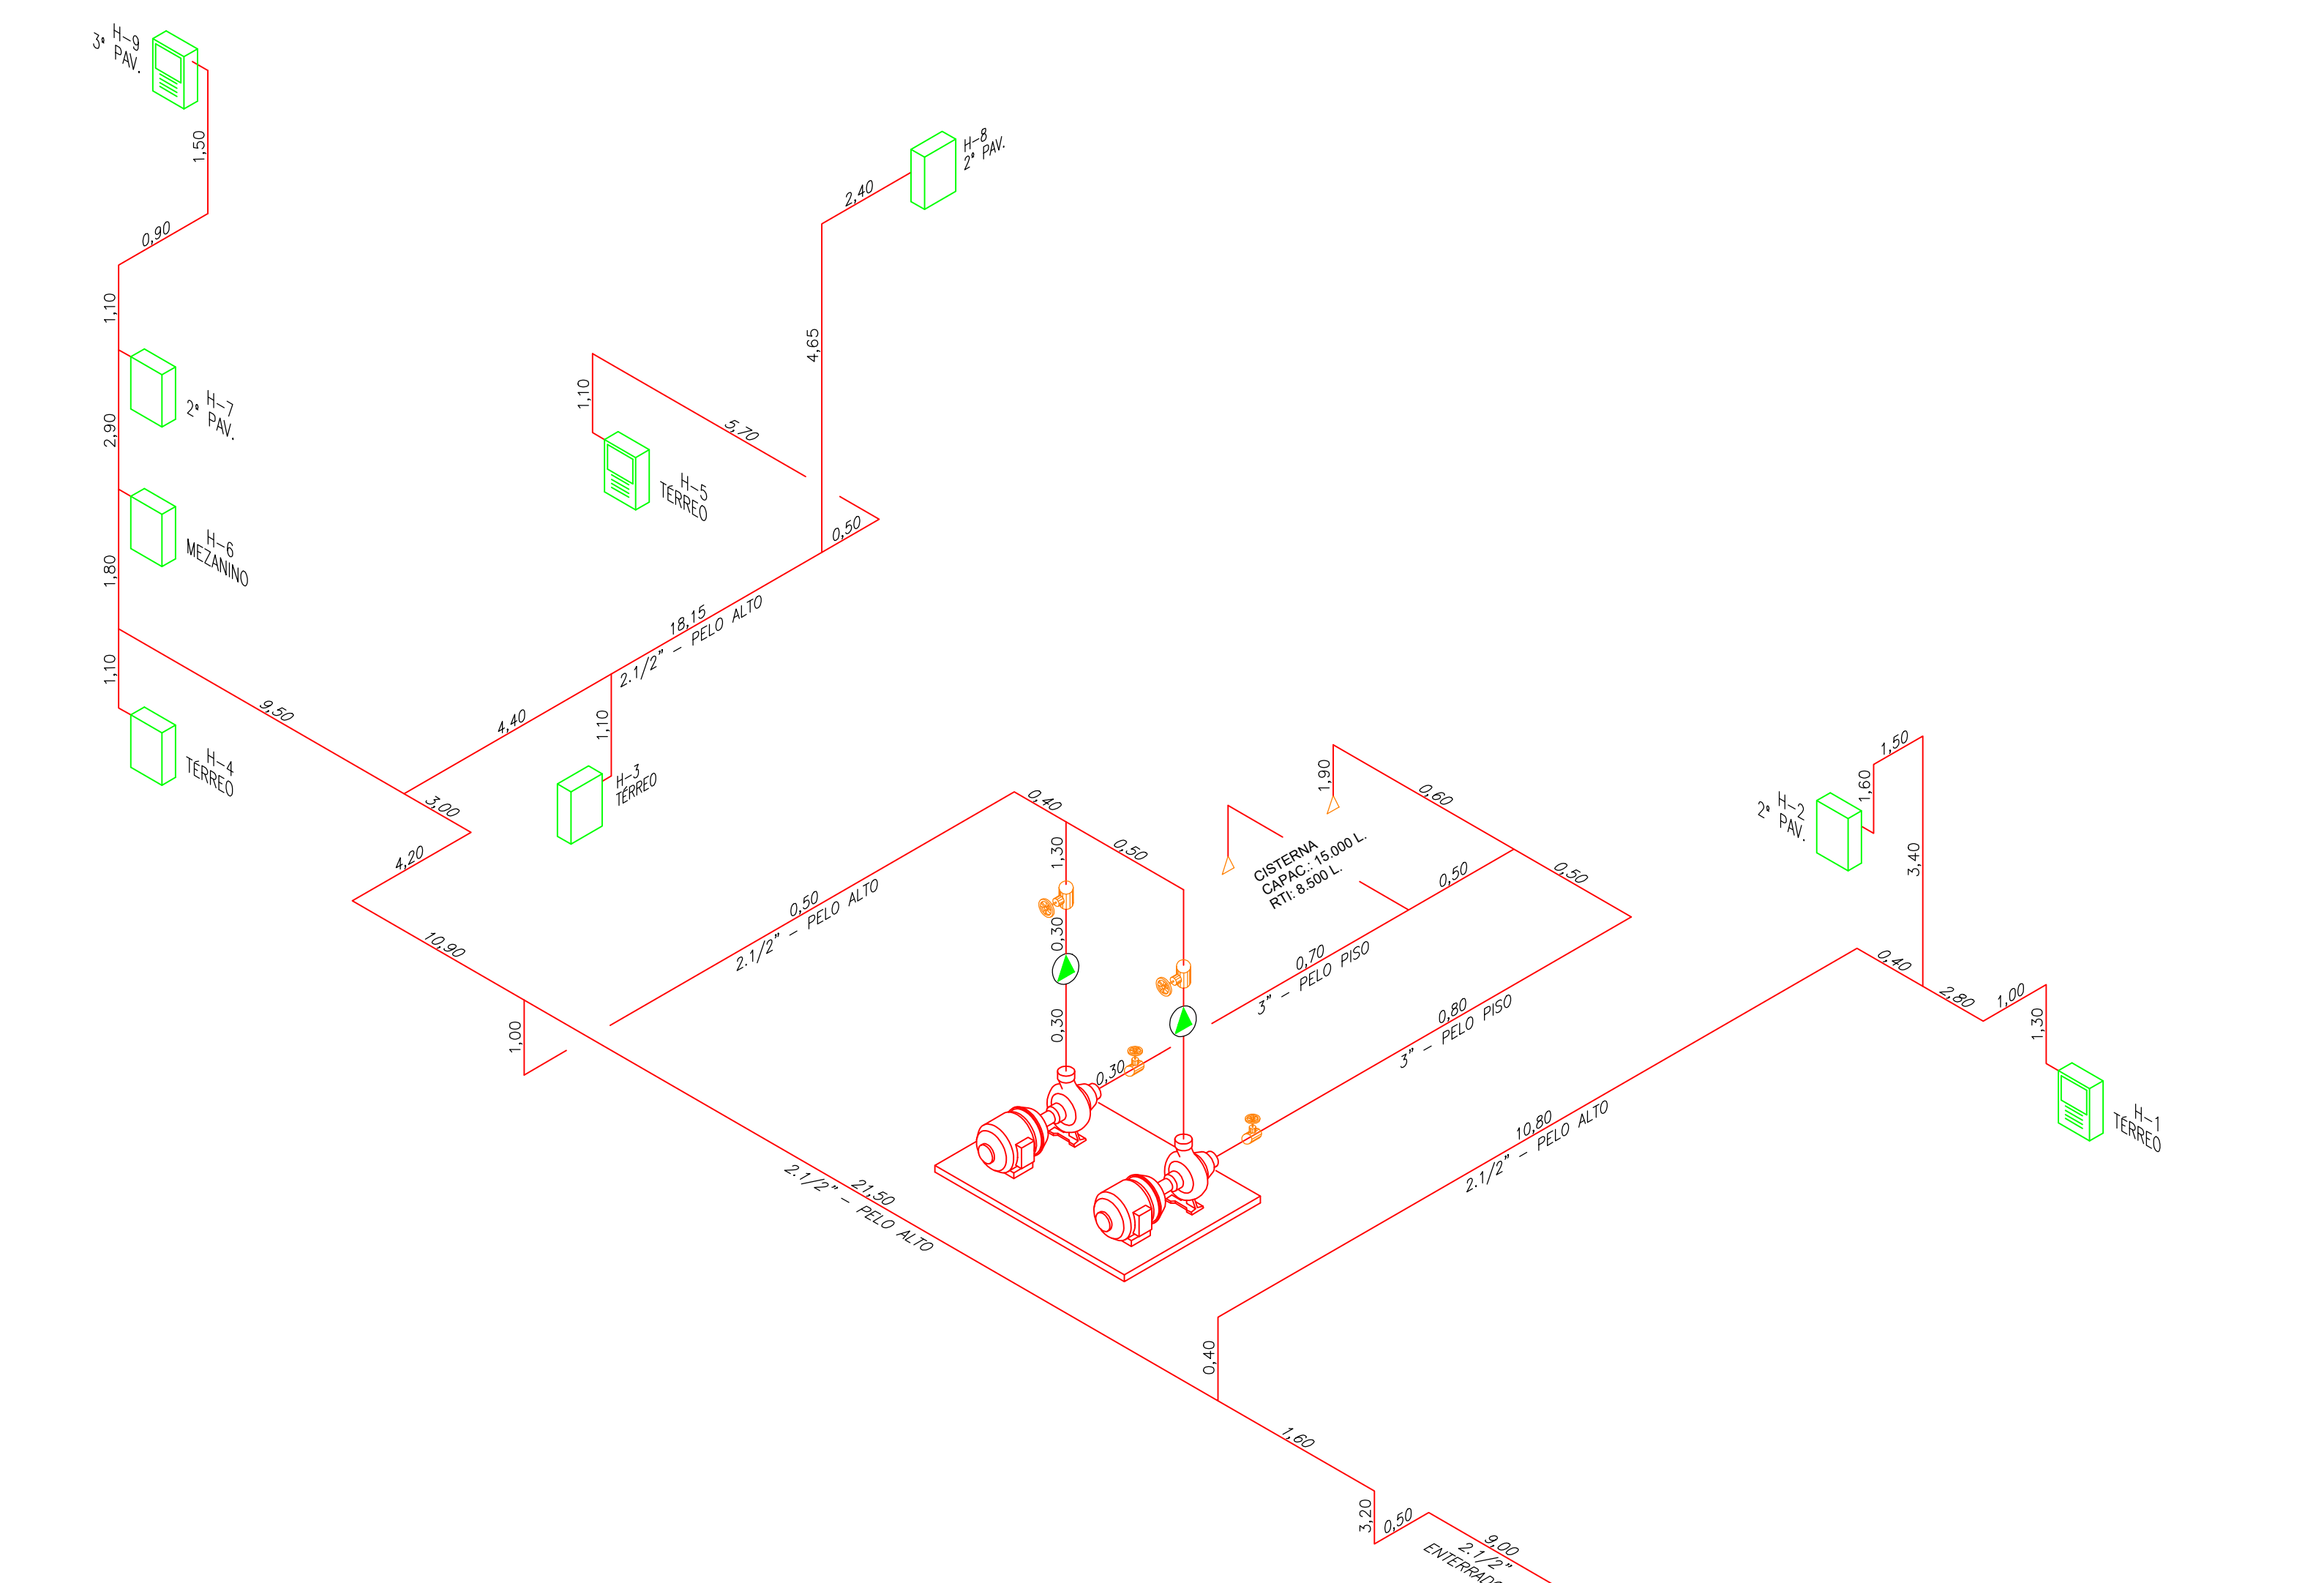 H-9
3ª PAV.
1,50
0,90
1,10
H-7
2ª PAV.
2,90
H-6
MEZANINO
1,80
1,10
H-4
TÉRREO
9,50
H-8
2ª PAV.
2,40
4,65
1,10
5,70
H-5
TÉRREO
0,50
18,15
2.1/2" - PELO ALTO
4,40
1,10
H-3
TÉRREO
3,00
4,20
10,90
1,00
0,50
2.1/2" - PELO ALTO
0,40
0,50
1,30
0,30
0,30
0,30
1,90
0,60
CISTERNA
CAPAC.: 15.000 L.
RTI: 8.500 L.
0,50
0,50
0,70
3" - PELO PISO
0,80
3" - PELO PISO
H-2
2ª PAV.
1,60
1,50
3,40
0,40
2,80
1,00
1,30
H-1
TÉRREO
10,80
2.1/2" - PELO ALTO
21,50
2.1/2" - PELO ALTO
0,40
1,60
3,20
0,50
9,00
2.1/2"